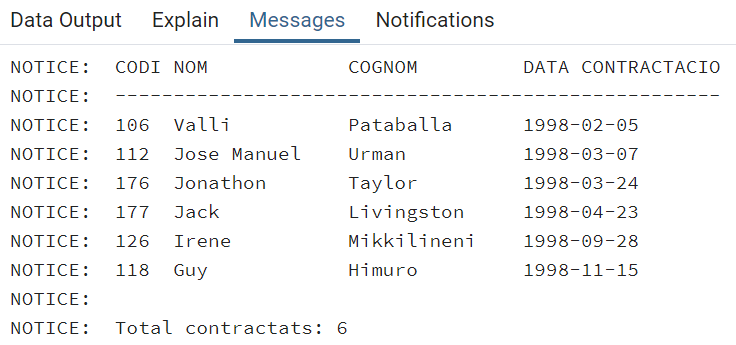 Data Output Explain Messages Notifications
NOTICE:  CODI NOM            COGNOM         DATA CONTRACTACIO
NOTICE:  ----------------------------------------------------
NOTICE:  106  Valli          Pataballa      1998-02-05
NOTICE:  112  Jose Manuel    Urman          1998-03-07
NOTICE:  176  Jonathon       Taylor         1998-03-24
NOTICE:  177  Jack           Livingston     1998-04-23
NOTICE:  126  Irene          Mikkilineni    1998-09-28
NOTICE:  118  Guy            Himuro         1998-11-15
NOTICE:
NOTICE:  Total contractats: 6